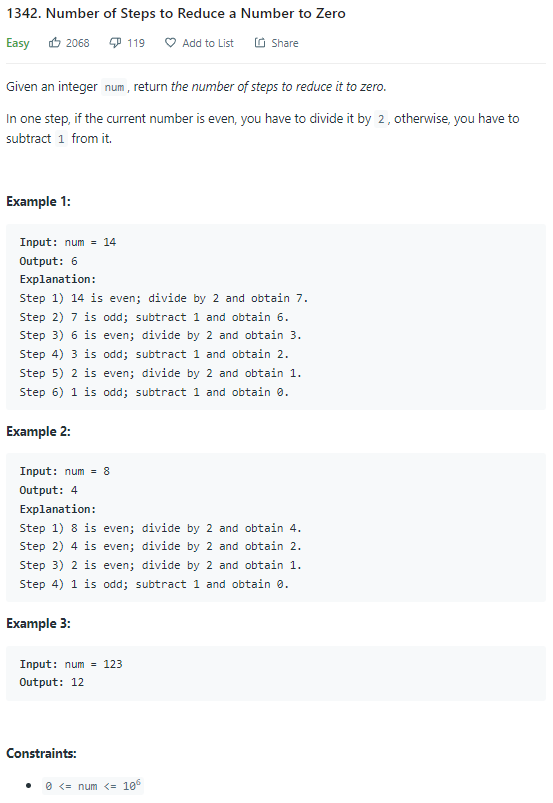 1342. Number of Steps to Reduce a Number to Zero
Easy 2068 119 Add to List Share
Given an integer num, return the number of steps to reduce it to zero.
In one step, if the current number is even, you have to divide it by 2, otherwise, you have to
subtract 1 from it.
Example 1:
Input: num = 14
Output: 6
Explanation:
Step 1) 14 is even; divide by 2 and obtain 7.
Step 2) 7 is odd; subtract 1 and obtain 6.
Step 3) 6 is even; divide by 2 and obtain 3.
Step 4) 3 is odd; subtract 1 and obtain 2.
Step 5) 2 is even; divide by 2 and obtain 1.
Step 6) 1 is odd; subtract 1 and obtain 0.
Example 2:
Input: num = 8
Output: 4
Explanation:
Step 1) 8 is even; divide by 2 and obtain 4.
Step 2) 4 is even; divide by 2 and obtain 2.
Step 3) 2 is even; divide by 2 and obtain 1.
Step 4) 1 is odd; subtract 1 and obtain 0.
Example 3:
Input: num = 123
Output: 12
Constraints:
• 0 <= num <= 10⁶